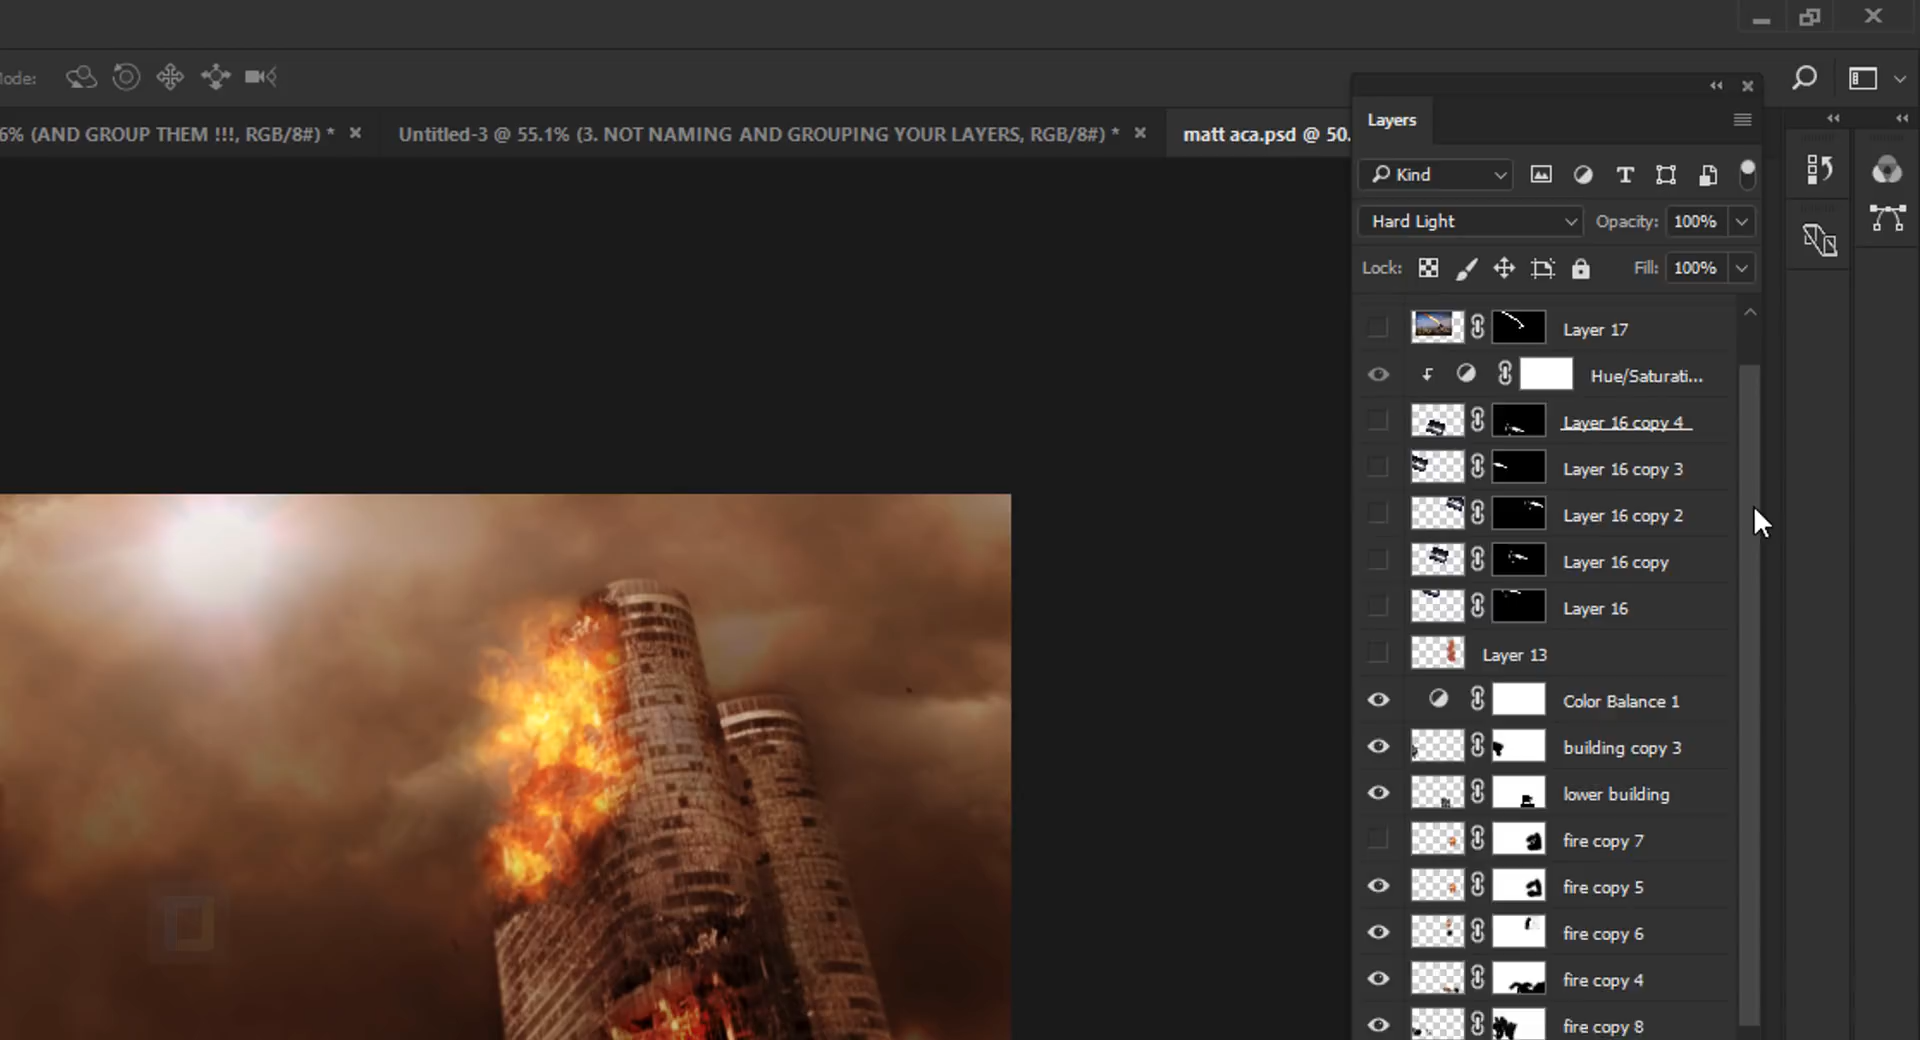 lode:
6% (AND GROUP THEM !!!, RGB/8#) *
Untitled-3 @ 55.1% (3. NOT NAMING AND GROUPING YOUR LAYERS, RGB/8#) *
matt aca.psd @ 50.
Layers
Kind
Hard Light
Opacity: 100%
Lock:
Fill: 100%
Layer 17
Hue/Saturati...
Layer 16 copy 4
Layer 16 copy 3
Layer 16 copy 2
Layer 16 copy
Layer 16
Layer 13
Color Balance 1
building copy 3
lower building
fire copy 7
fire copy 5
fire copy 6
fire copy 4
fire copy 8